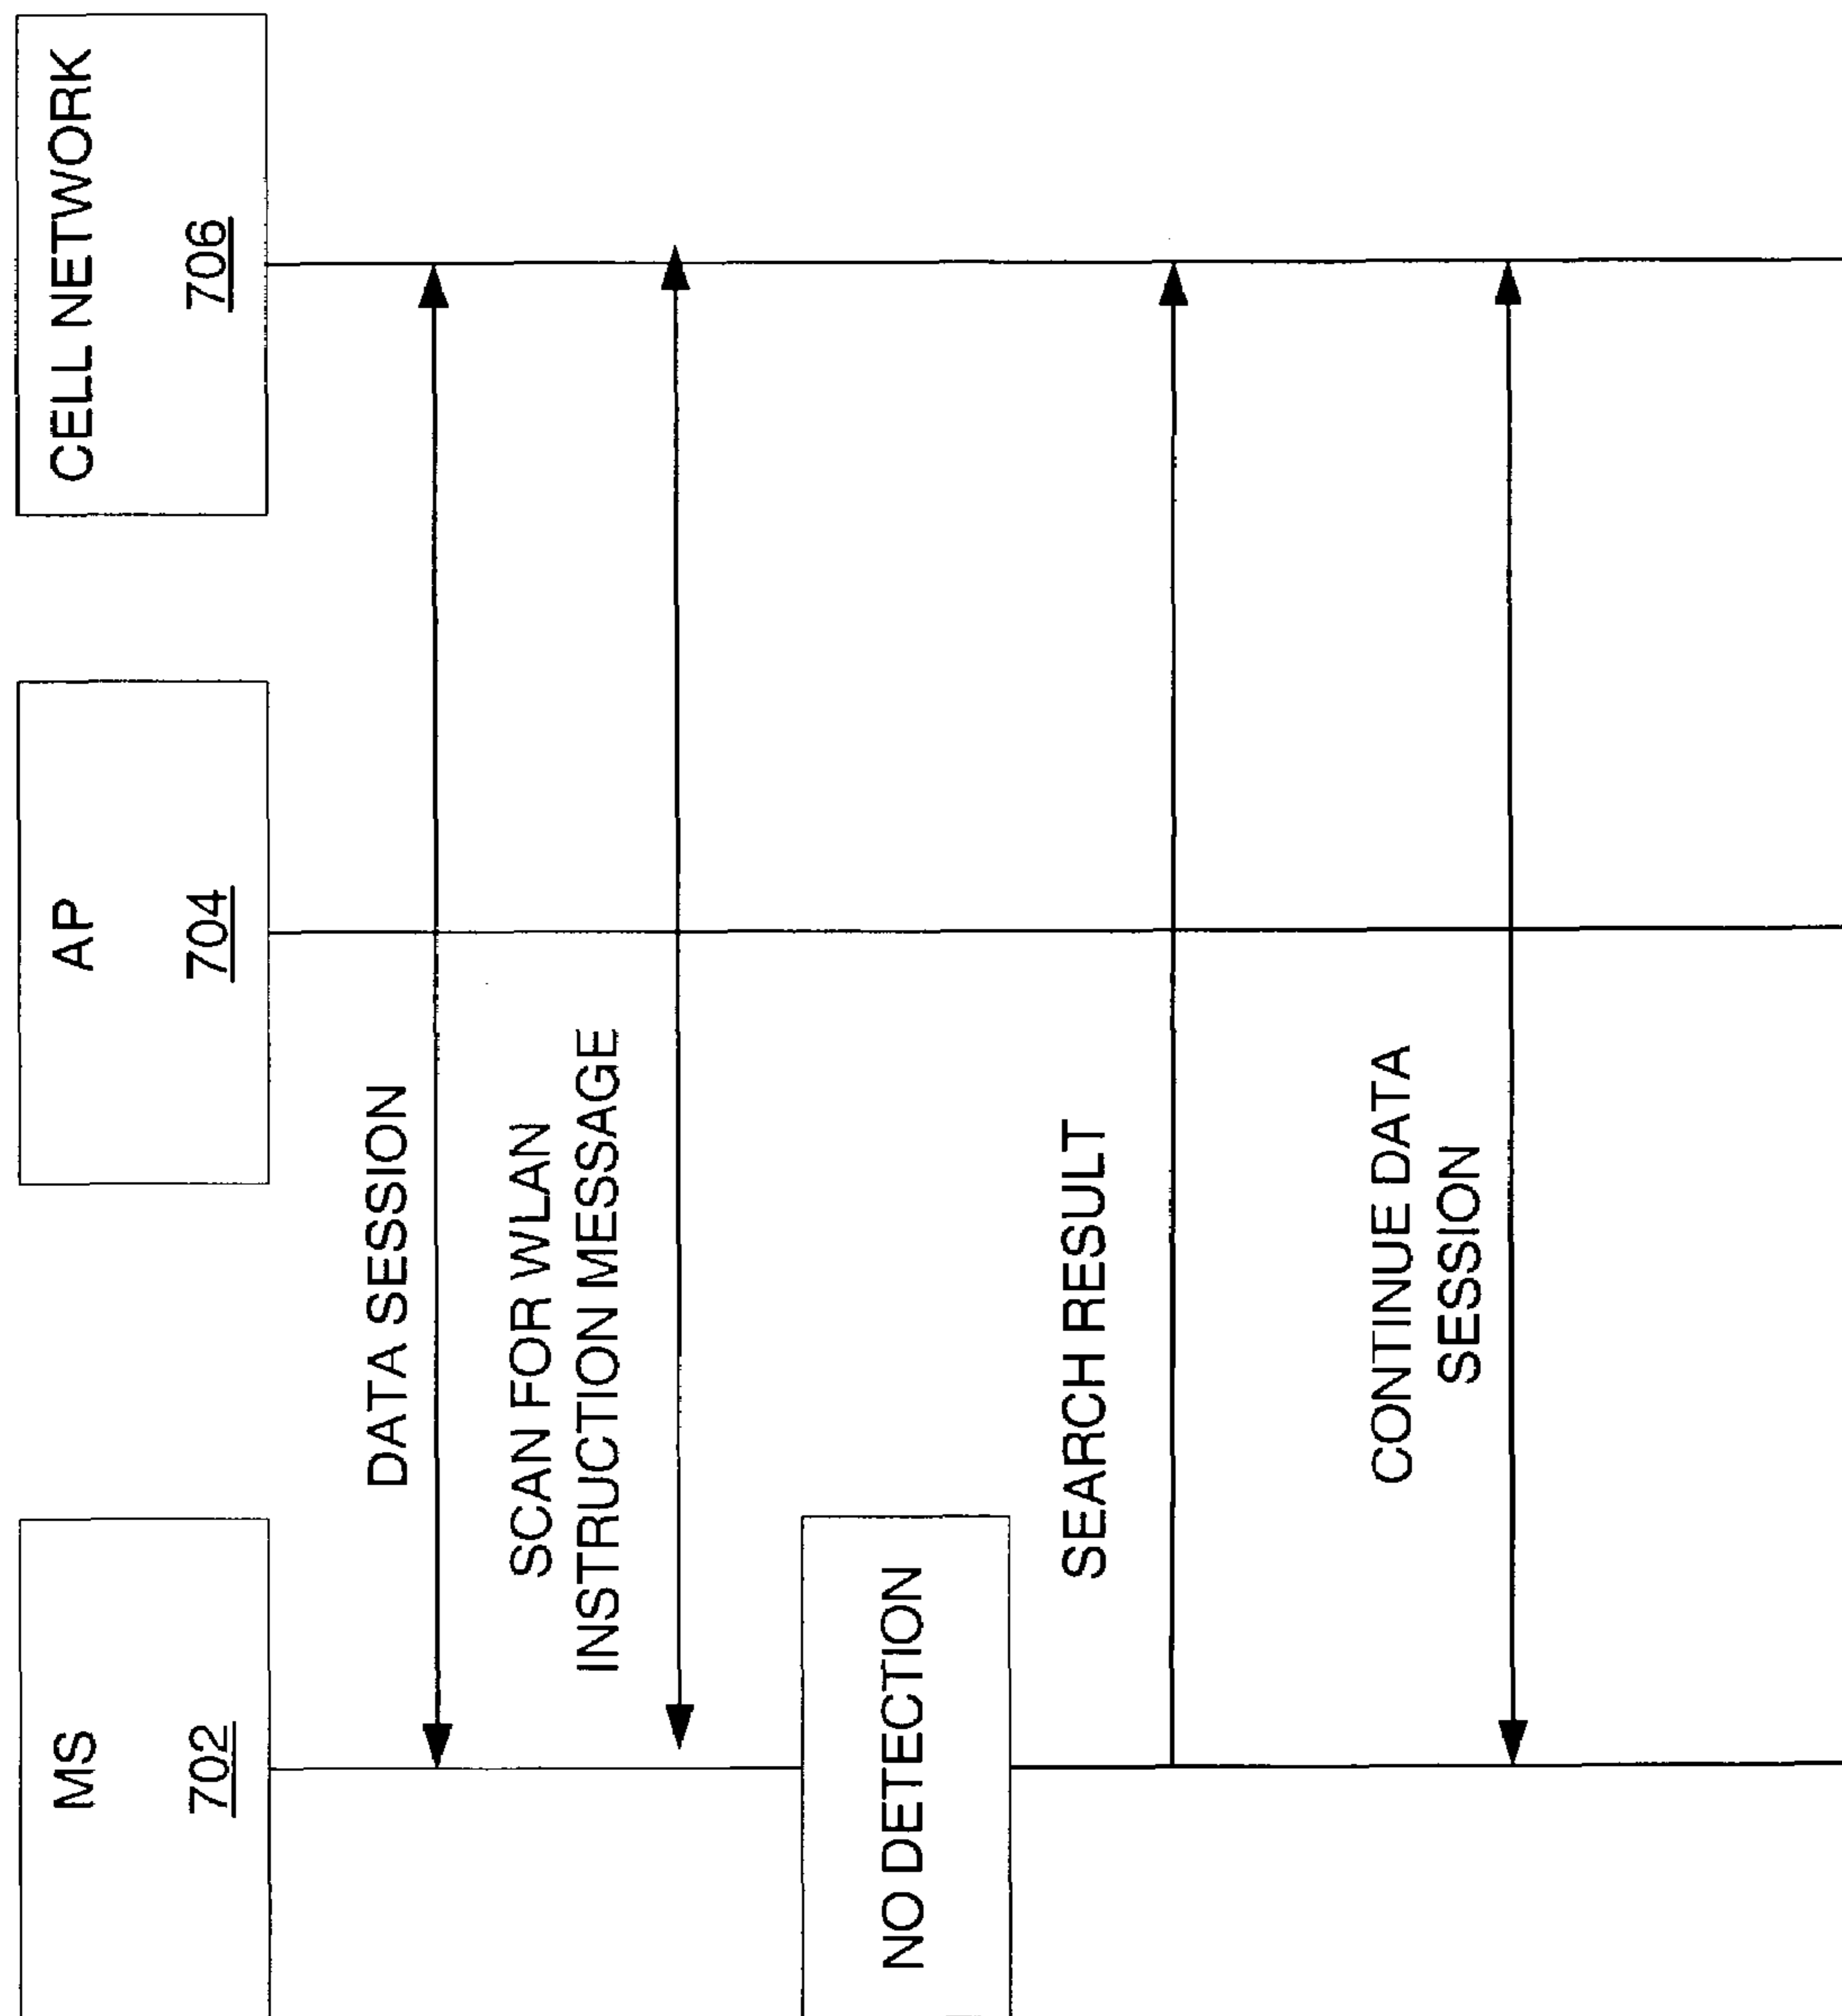 MS
702
AP
704
CELL NETWORK
706
DATA SESSION
SCAN FOR WLAN
INSTRUCTION MESSAGE
NO DETECTION
SEARCH RESULT
CONTINUE DATA
SESSION